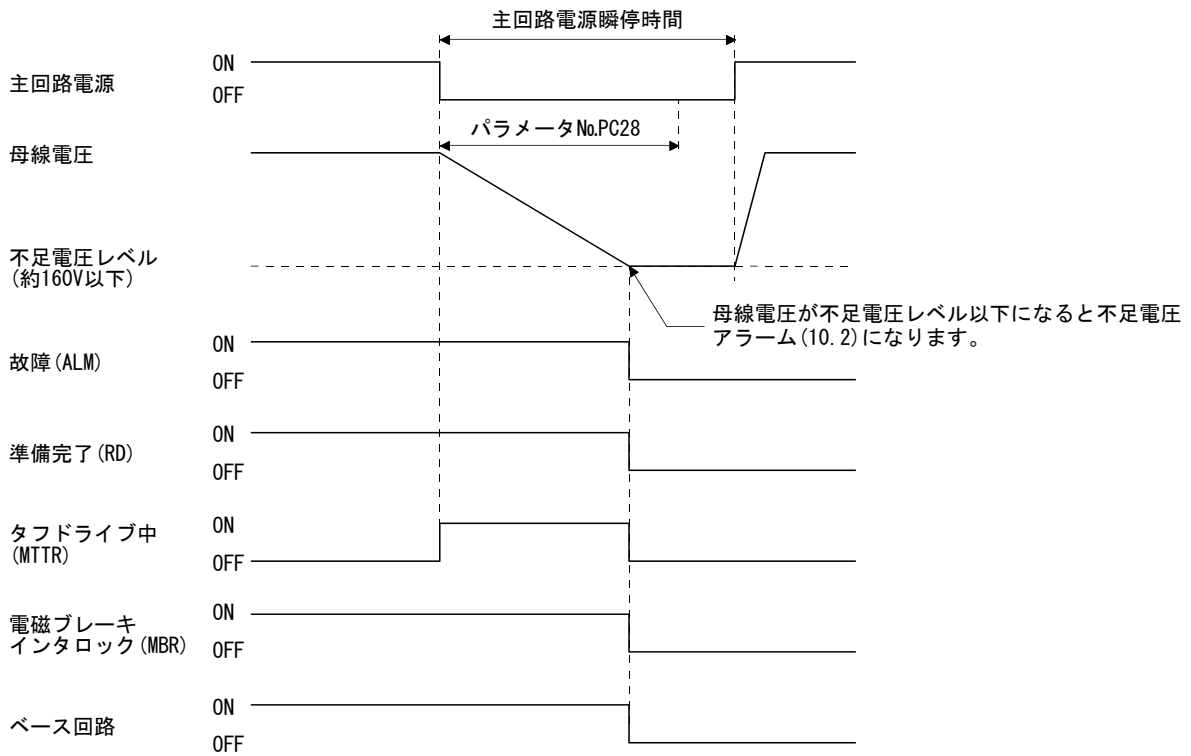 主回路電源瞬停時間
主回路電源
ON
OFF
パラメータNo.PC28
母線電圧
不足電圧レベル
(約160V以下)
母線電圧が不足電圧レベル以下になると不足電圧
アラーム(10.2)になります。
故障(ALM)
ON
OFF
準備完了(RD)
ON
OFF
タフドライブ中
(MTTR)
ON
OFF
電磁ブレーキ
インタロック(MBR)
ON
OFF
ベース回路
ON
OFF